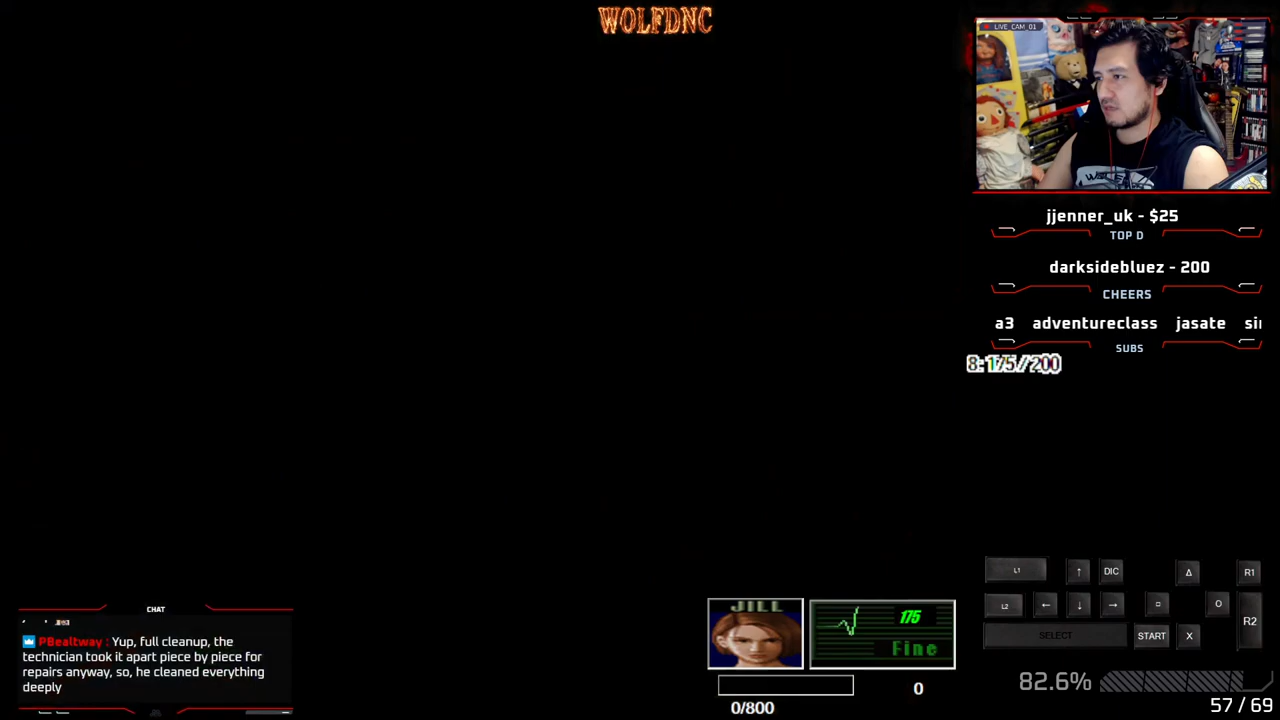 WOLFDNC
LIVE CAM_01
jjenner_uk - $25
TOP D
darksidebluez - 200
CHEERS
a3 adventureclass jasate
SUBS
8:175/200
CHAT
PBealtway : Yup, full cleanup, the
technician took it apart piece by piece for
repairs anyway, so, he cleaned everything
deeply
JILL
175
Fine
0
0/800
L1 ↑ DIC Δ R1
L2 ← ↓ → □ O R2
SELECT START X
82.6%
57 / 69